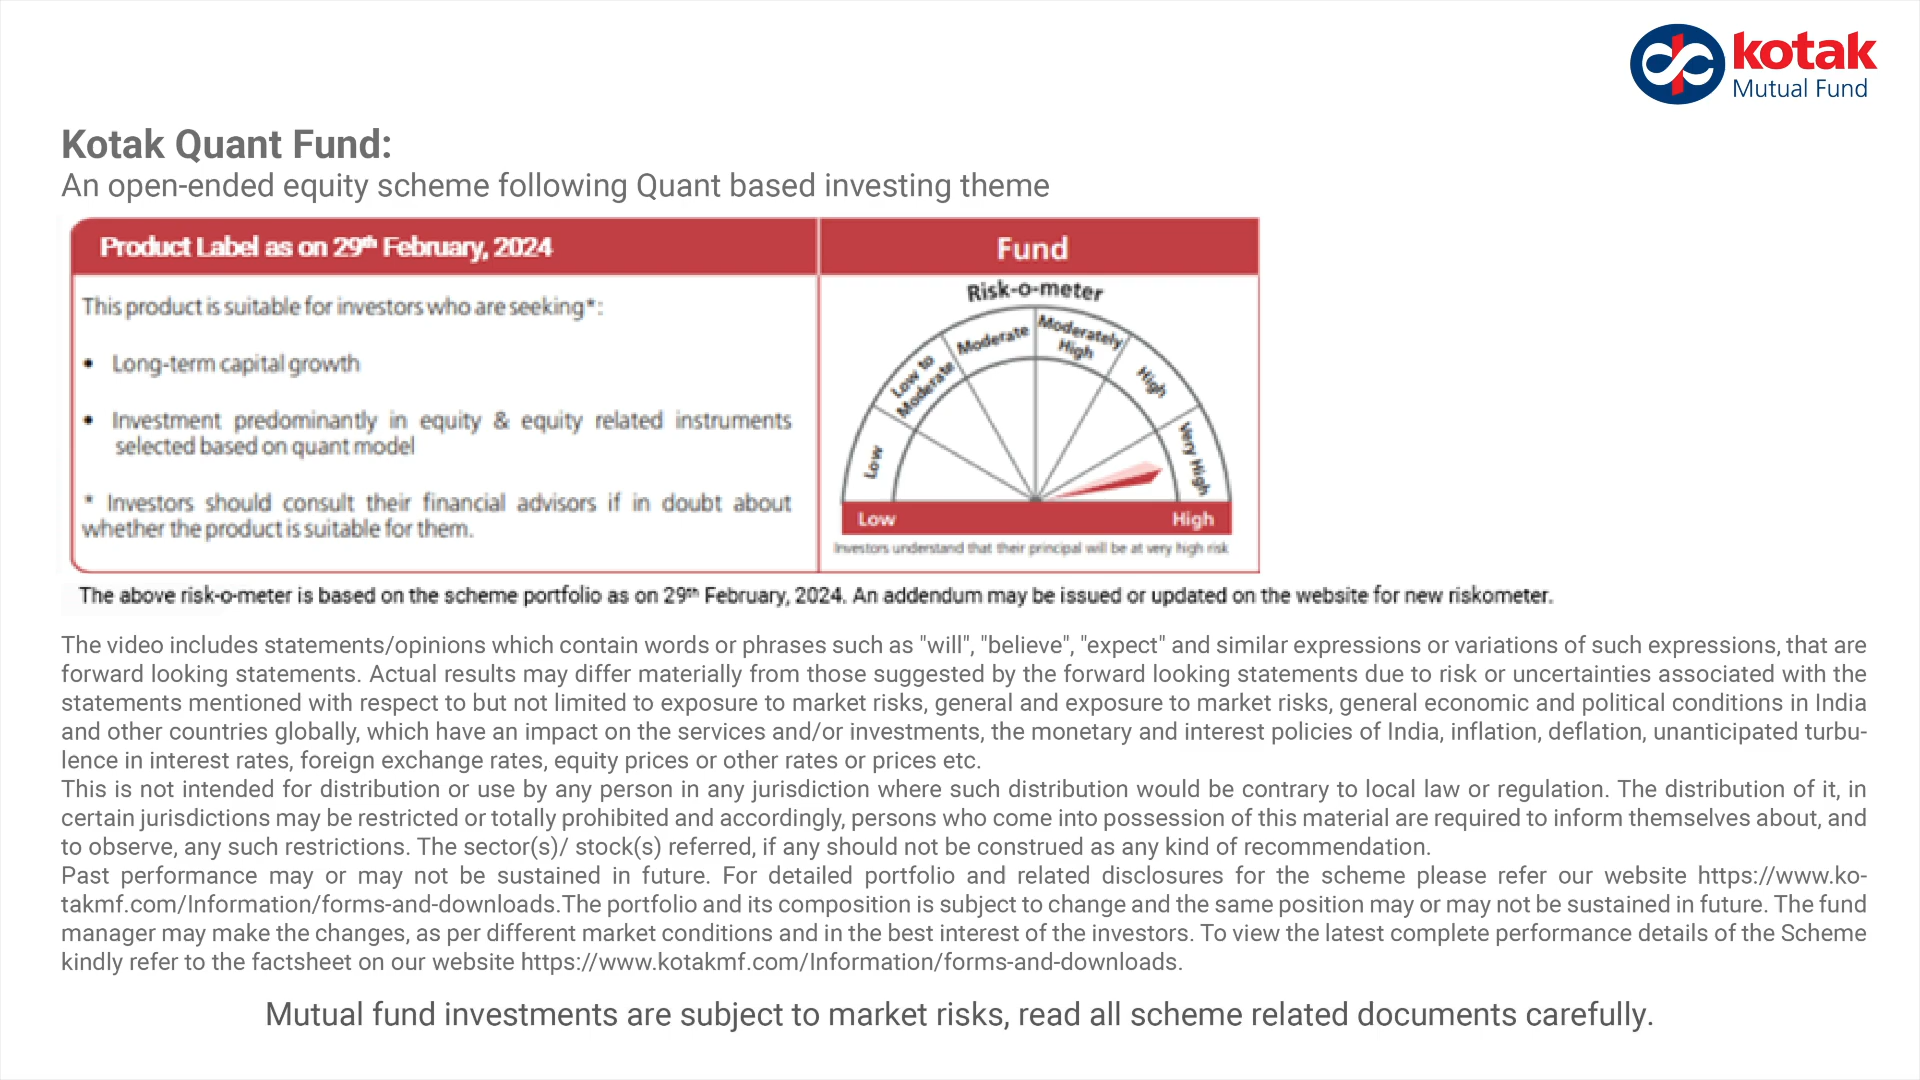 kotak
Mutual Fund
Kotak Quant Fund:
An open-ended equity scheme following Quant based investing theme
Product Label as on 29th February, 2024
Fund
This product is suitable for investors who are seeking*:
• Long-term capital growth
• Investment predominantly in equity & equity related instruments
selected based on quant model
* Investors should consult their financial advisors if in doubt about
whether the product is suitable for them.
Risk-o-meter
Low
Low to
Moderate
Moderate
Moderately
High
High
Very High
Low
High
Investors understand that their principal will be at very high risk
The above risk-o-meter is based on the scheme portfolio as on 29th February, 2024. An addendum may be issued or updated on the website for new riskometer.
The video includes statements/opinions which contain words or phrases such as "will", "believe", "expect" and similar expressions or variations of such expressions, that are
forward looking statements. Actual results may differ materially from those suggested by the forward looking statements due to risk or uncertainties associated with the
statements mentioned with respect to but not limited to exposure to market risks, general and exposure to market risks, general economic and political conditions in India
and other countries globally, which have an impact on the services and/or investments, the monetary and interest policies of India, inflation, deflation, unanticipated turbu-
lence in interest rates, foreign exchange rates, equity prices or other rates or prices etc.
This is not intended for distribution or use by any person in any jurisdiction where such distribution would be contrary to local law or regulation. The distribution of it, in
certain jurisdictions may be restricted or totally prohibited and accordingly, persons who come into possession of this material are required to inform themselves about, and
to observe, any such restrictions. The sector(s)/ stock(s) referred, if any should not be construed as any kind of recommendation.
Past performance may or may not be sustained in future. For detailed portfolio and related disclosures for the scheme please refer our website https://www.ko-
takmf.com/Information/forms-and-downloads.The portfolio and its composition is subject to change and the same position may or may not be sustained in future. The fund
manager may make the changes, as per different market conditions and in the best interest of the investors. To view the latest complete performance details of the Scheme
kindly refer to the factsheet on our website https://www.kotakmf.com/Information/forms-and-downloads.
Mutual fund investments are subject to market risks, read all scheme related documents carefully.